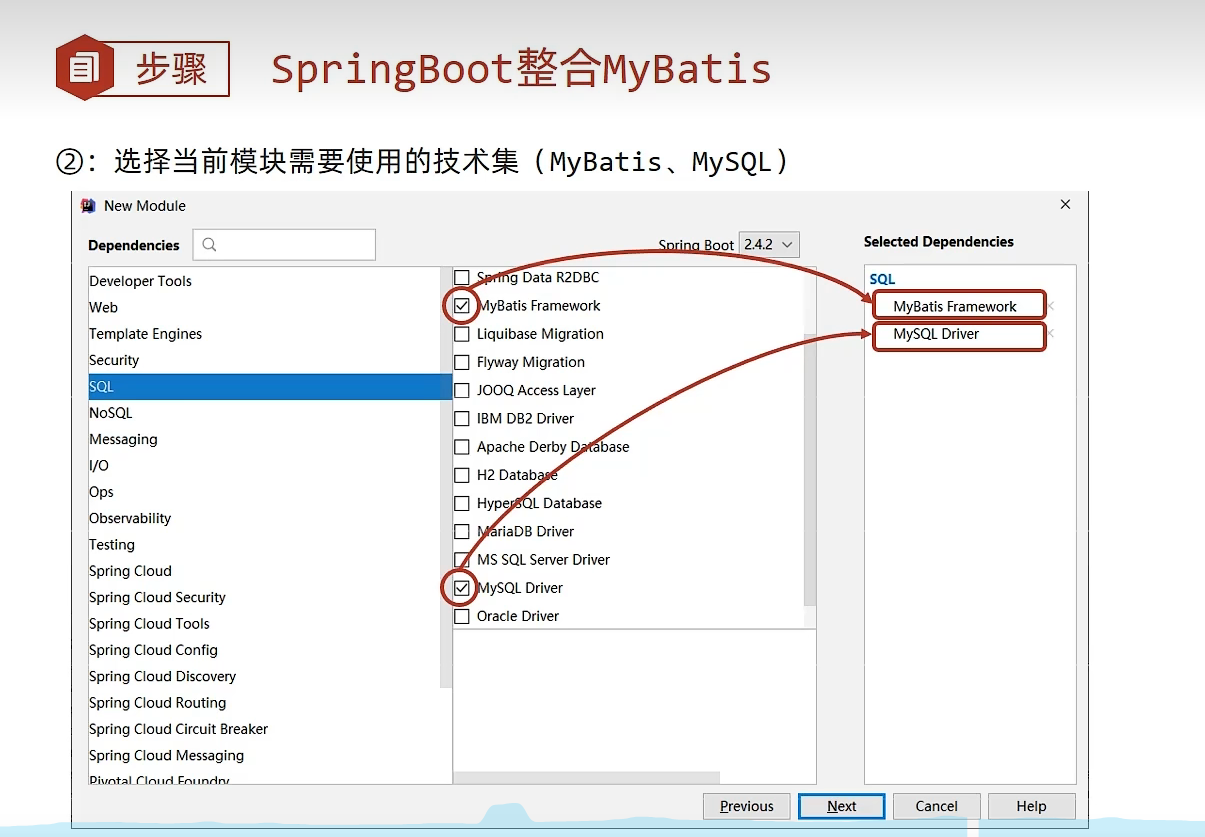 步骤
SpringBoot整合MyBatis
②：选择当前模块需要使用的技术集（MyBatis、MySQL）
New Module
Dependencies
Spring Boot 2.4.2
Selected Dependencies
Developer Tools
Web
Template Engines
Security
SQL
NoSQL
Messaging
I/O
Ops
Observability
Testing
Spring Cloud
Spring Cloud Security
Spring Cloud Tools
Spring Cloud Config
Spring Cloud Discovery
Spring Cloud Routing
Spring Cloud Circuit Breaker
Spring Cloud Messaging
Pivotal Cloud Foundry
Spring Data R2DBC
MyBatis Framework
Liquibase Migration
Flyway Migration
JOOQ Access Layer
IBM DB2 Driver
Apache Derby Database
H2 Database
HyperSQL Database
MariaDB Driver
MS SQL Server Driver
MySQL Driver
Oracle Driver
SQL
MyBatis Framework
MySQL Driver
Previous
Next
Cancel
Help